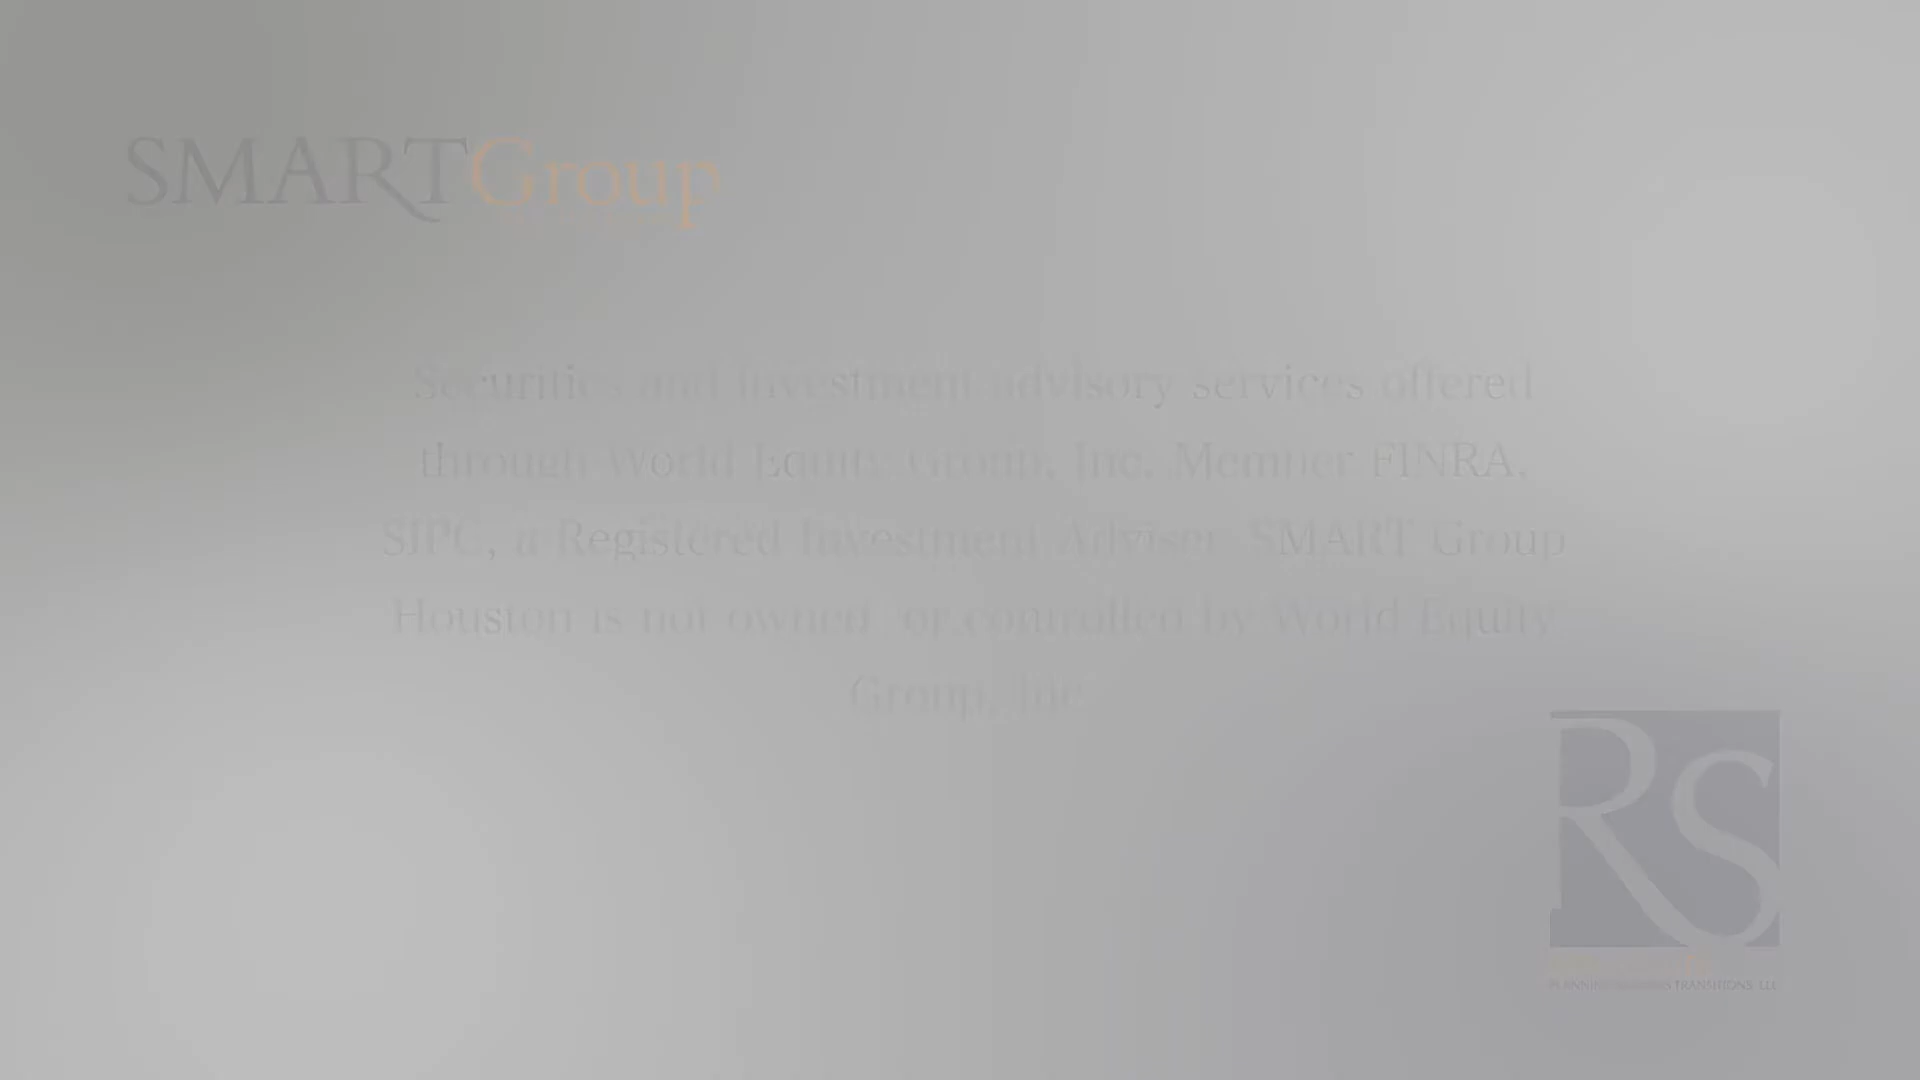 SMARTGroup
Securities and investment advisory services offered
through World Equity Group, Inc. Member FINRA,
SIPC, a Registered Investment Adviser. SMART Group
Houston is not owned or controlled by World Equity
Group, Inc.
RS
TRANSITIONS, LLC